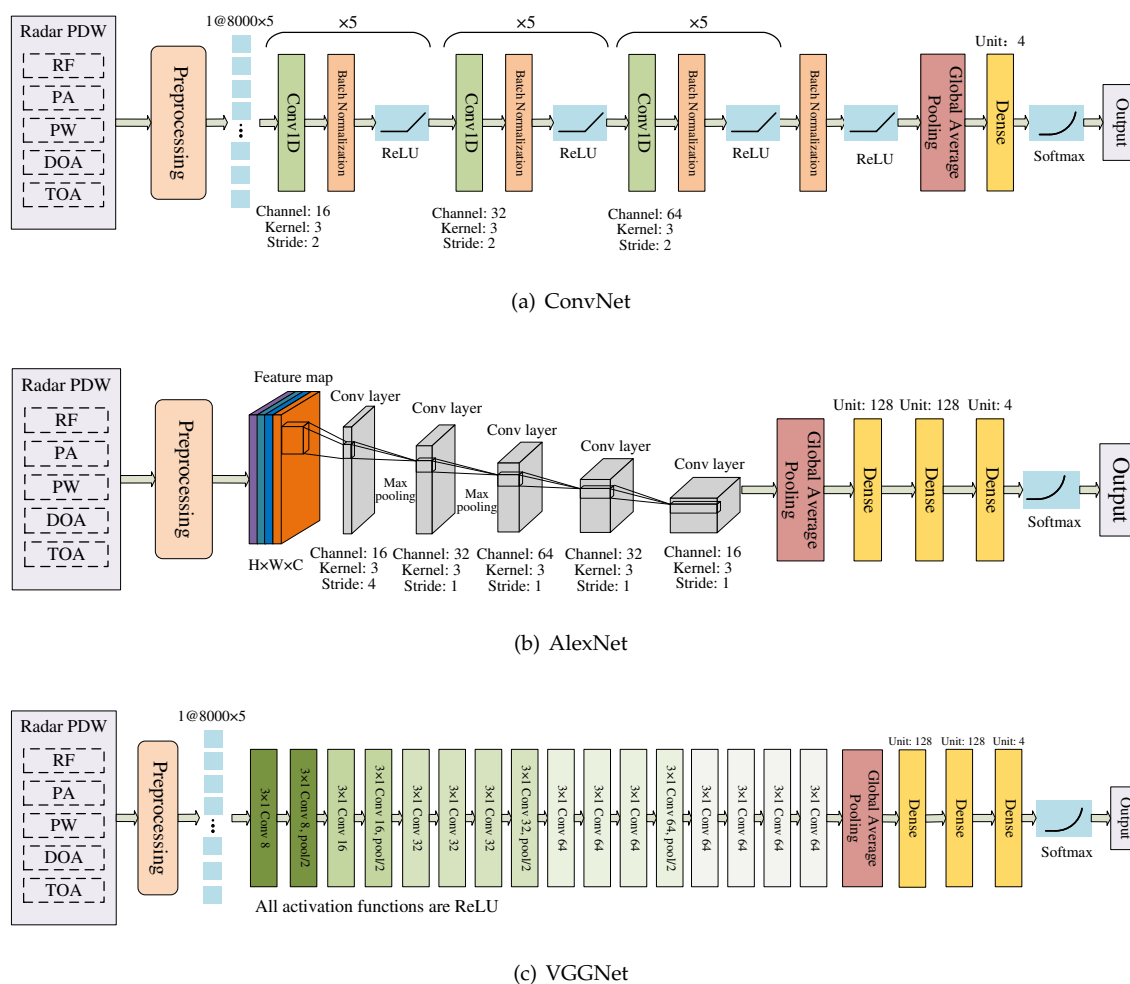 Radar PDW
RF
PA
PW
DOA
TOA
Preprocessing
1@8000×5
×5
Conv1D
Batch Normalization
ReLU
Channel: 16
Kernel: 3
Stride: 2
×5
Conv1D
Batch Normalization
ReLU
Channel: 32
Kernel: 3
Stride: 2
×5
Conv1D
Batch Normalization
ReLU
Channel: 64
Kernel: 3
Stride: 2
Batch Normalization
ReLU
Global Average
Pooling
Unit: 4
Dense
Softmax
Output
(a) ConvNet
Radar PDW
RF
PA
PW
DOA
TOA
Preprocessing
Feature map
H×W×C
Conv layer
Channel: 16
Kernel: 3
Stride: 4
Max
pooling
Conv layer
Channel: 32
Kernel: 3
Stride: 1
Max
pooling
Conv layer
Channel: 64
Kernel: 3
Stride: 1
Conv layer
Channel: 32
Kernel: 3
Stride: 1
Conv layer
Channel: 16
Kernel: 3
Stride: 1
Global Average
Pooling
Unit: 128
Dense
Unit: 128
Dense
Unit: 4
Dense
Softmax
Output
(b) AlexNet
Radar PDW
RF
PA
PW
DOA
TOA
Preprocessing
1@8000×5
3×1 Conv 8
3×1 Conv 8, pool/2
3×1 Conv 16
3×1 Conv 16, pool/2
3×1 Conv 32
3×1 Conv 32
3×1 Conv 32
3×1 Conv 32, pool/2
3×1 Conv 64
3×1 Conv 64
3×1 Conv 64
3×1 Conv 64, pool/2
3×1 Conv 64
3×1 Conv 64
3×1 Conv 64
3×1 Conv 64
Global Average
Pooling
Unit: 128
Dense
Unit: 128
Dense
Unit: 4
Dense
Softmax
Output
All activation functions are ReLU
(c) VGGNet